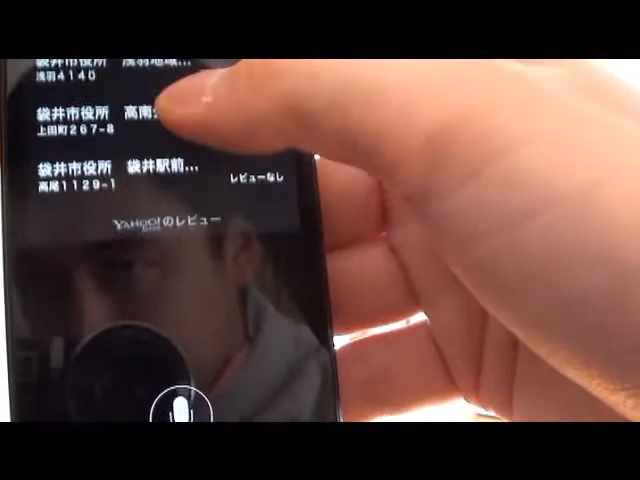 袋井市役所 浅羽地域...
浅羽4140
袋井市役所 高南
上田町267-8
袋井市役所 袋井駅前...
高尾1129-1
レビューなし
YAHOO!のレビュー